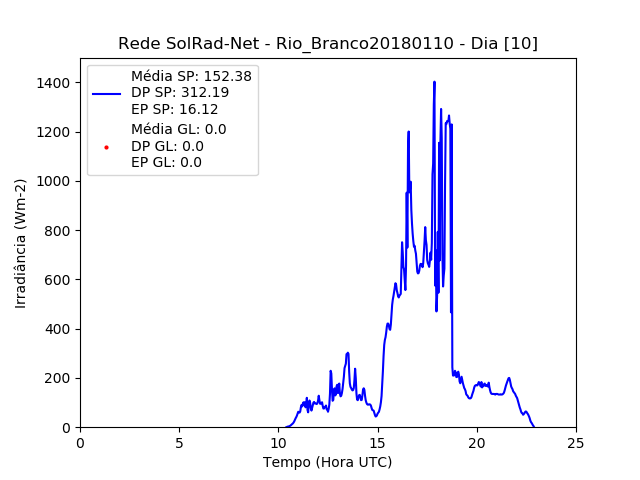 Rede SolRad-Net - Rio_Branco20180110 - Dia [10]
Média SP: 152.38
DP SP: 312.19
EP SP: 16.12
Média GL: 0.0
DP GL: 0.0
EP GL: 0.0
1400
1200
1000
800
600
400
200
0
Irradiância (Wm-2)
0 5 10 15 20 25
Tempo (Hora UTC)